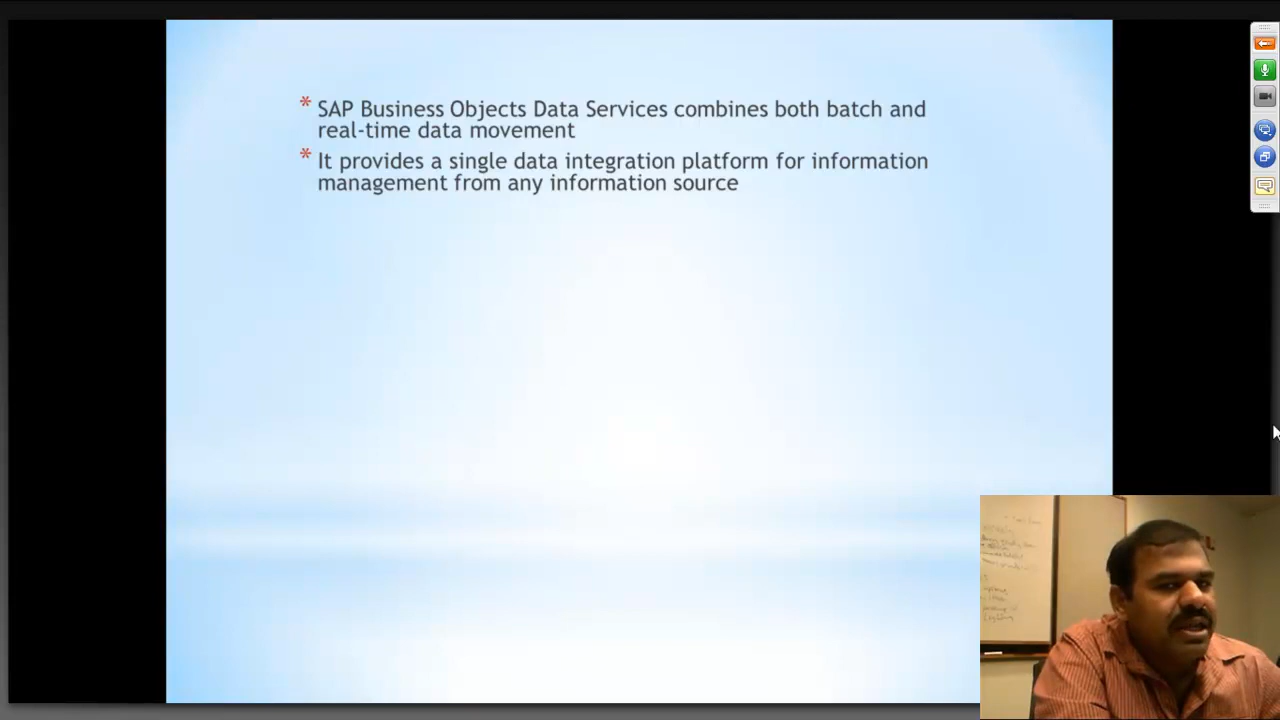 * SAP Business Objects Data Services combines both batch and
real-time data movement
* It provides a single data integration platform for information
management from any information source